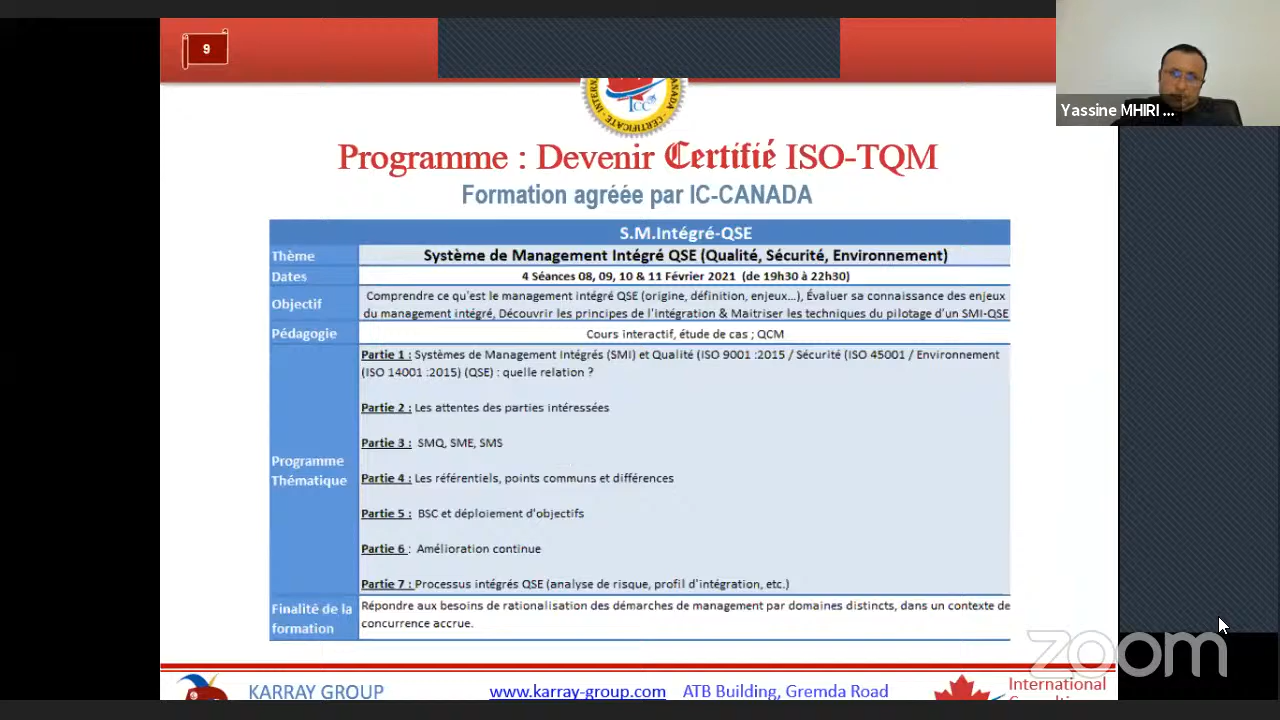 9
Yassine MHIRI ...
ICC
CANADA
CERTIFICATE
Programme : Devenir Certifié ISO-TQM
Formation agréée par IC-CANADA
S.M.Intégré-QSE
Thème
Système de Management Intégré QSE (Qualité, Sécurité, Environnement)
Dates
4 Séances 08, 09, 10 & 11 Février 2021 (de 19h30 à 22h30)
Objectif
Comprendre ce qu'est le management intégré QSE (origine, définition, enjeux...), Évaluer sa connaissance des enjeux
du management intégré, Découvrir les principes de l'intégration & Maitriser les techniques du pilotage d'un SMI-QSE
Pédagogie
Cours interactif, étude de cas ; QCM
Programme
Thématique
Partie 1 : Systèmes de Management Intégrés (SMI) et Qualité (ISO 9001 :2015 / Sécurité (ISO 45001 / Environnement
(ISO 14001 :2015) (QSE) : quelle relation ?
Partie 2 : Les attentes des parties intéressées
Partie 3 : SMQ, SME, SMS
Partie 4 : Les référentiels, points communs et différences
Partie 5 : BSC et déploiement d'objectifs
Partie 6 : Amélioration continue
Partie 7 : Processus intégrés QSE (analyse de risque, profil d'intégration, etc.)
Finalité de la
formation
Répondre aux besoins de rationalisation des démarches de management par domaines distincts, dans un contexte de
concurrence accrue.
zoom
KARRAY GROUP
www.karray-group.com ATB Building, Gremda Road
International